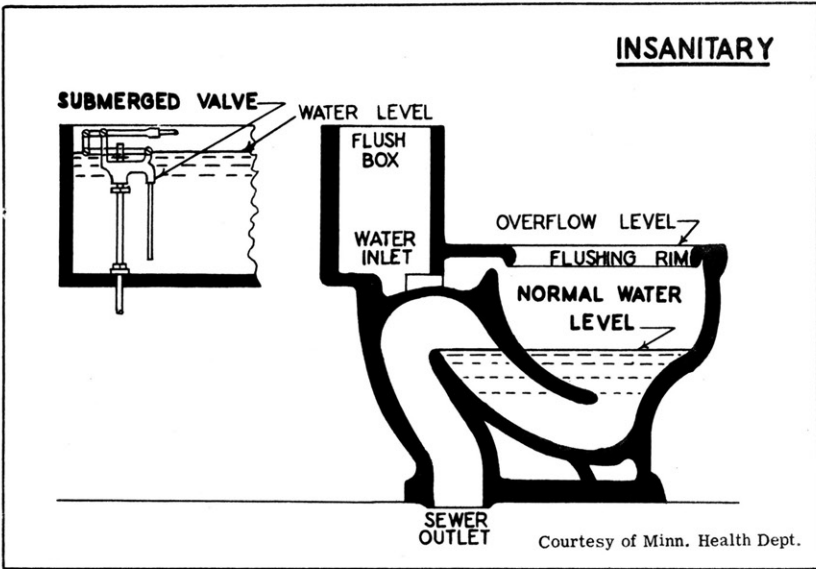 INSANITARY
SUBMERGED VALVE
WATER LEVEL
FLUSH
BOX
WATER
INLET
OVERFLOW LEVEL
FLUSHING RIM
NORMAL WATER
LEVEL
SEWER
OUTLET
Courtesy of Minn. Health Dept.